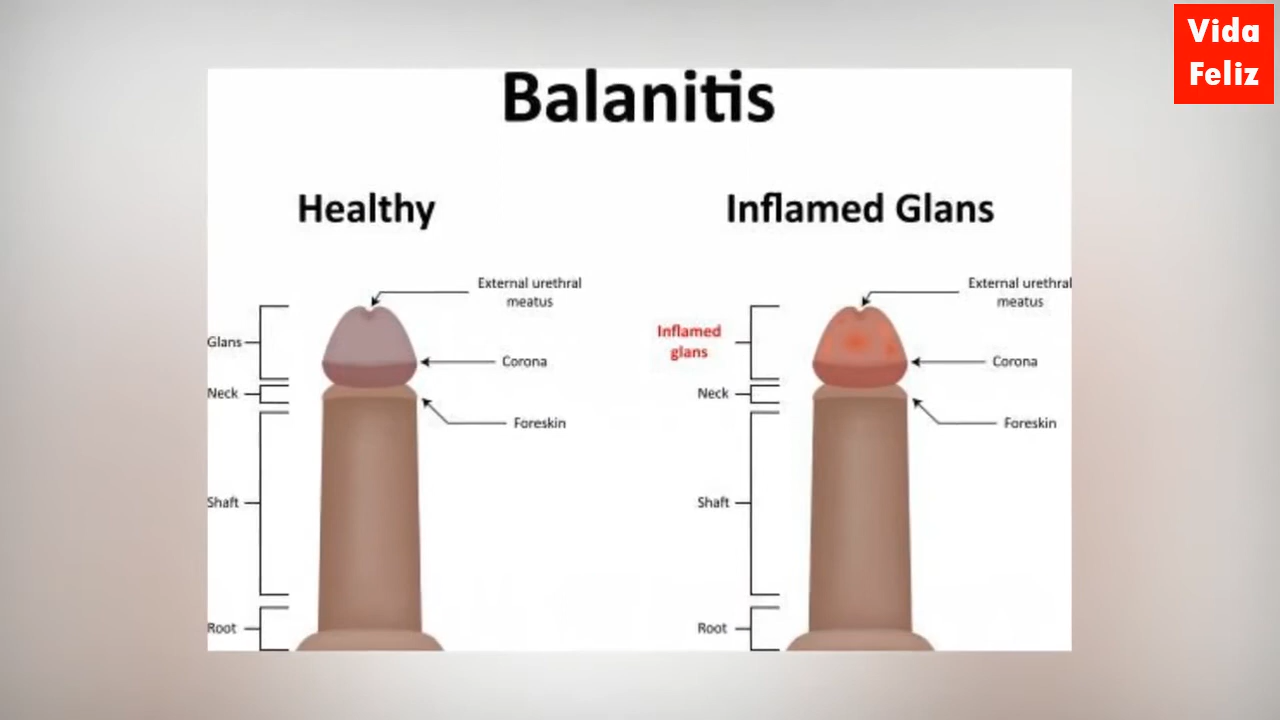 Vida
Feliz
Balanitis
Healthy
Inflamed Glans
External urethral
meatus
Glans
Corona
Neck
Foreskin
Shaft
Root
External urethral
meatus
Inflamed
glans
Corona
Neck
Foreskin
Shaft
Root